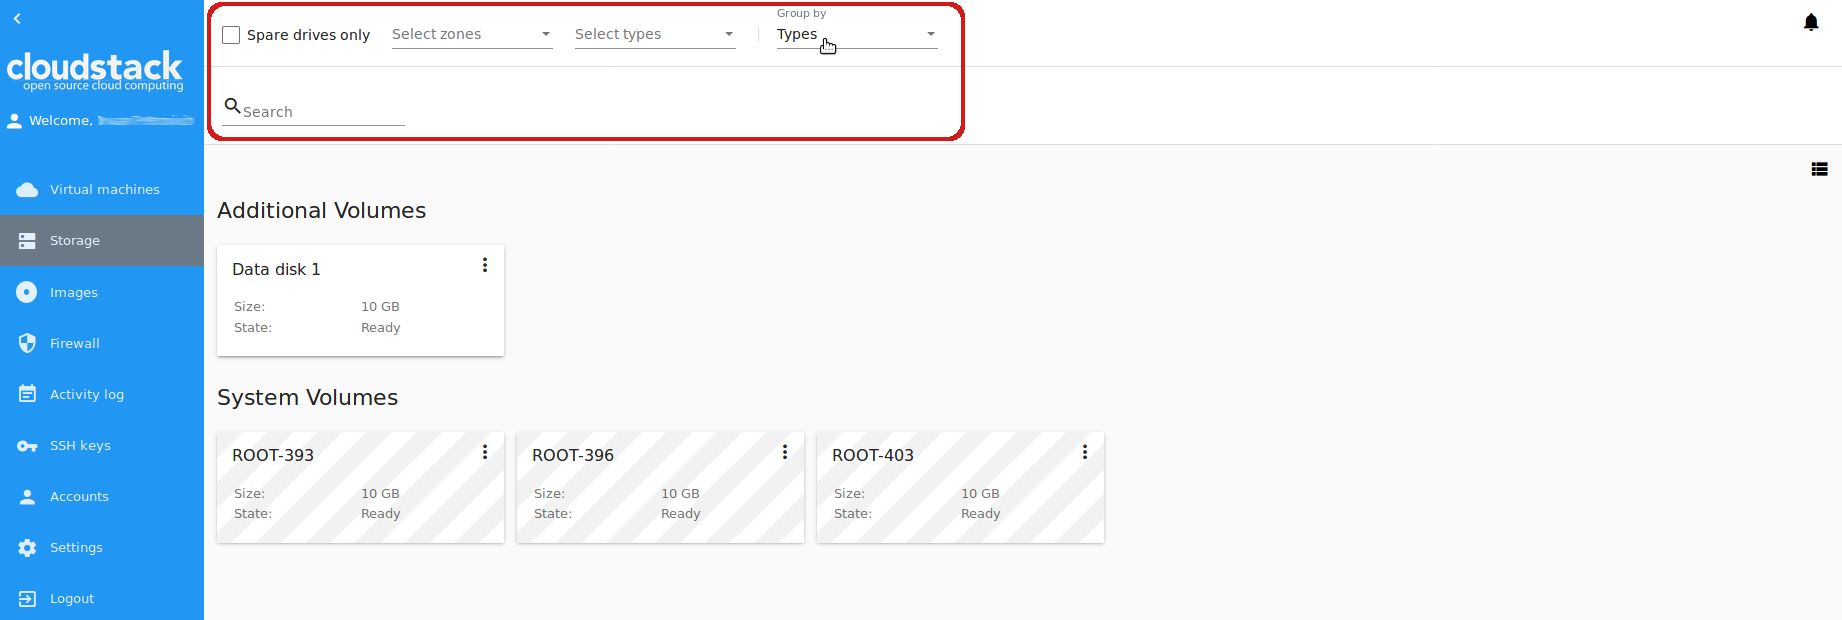 cloudstack
open source cloud computing
Welcome,
Virtual machines
Storage
Images
Firewall
Activity log
SSH keys
Accounts
Settings
Logout
Spare drives only
Select zones
Select types
Group by
Types
Search
Additional Volumes
Data disk 1
Size: 10 GB
State: Ready
System Volumes
ROOT-393
Size: 10 GB
State: Ready
ROOT-396
Size: 10 GB
State: Ready
ROOT-403
Size: 10 GB
State: Ready